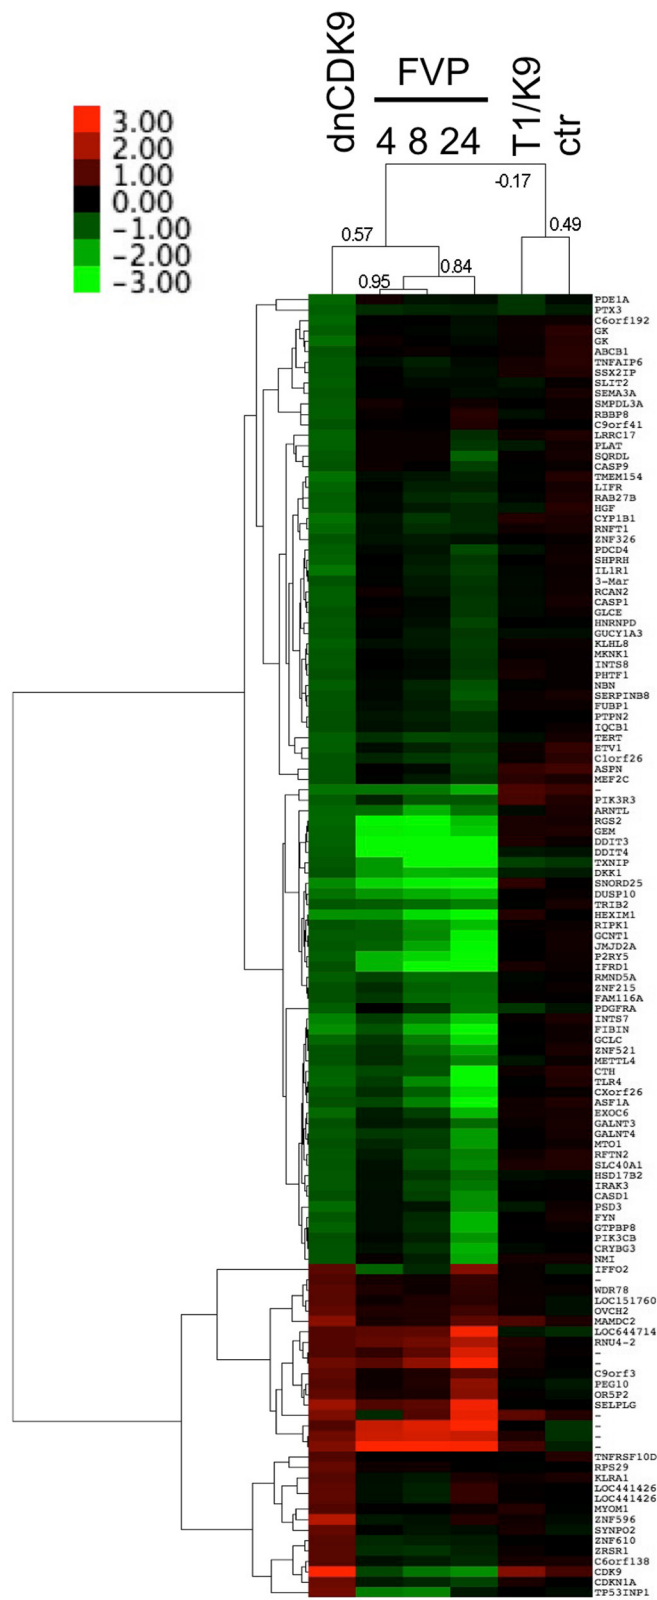 dnCDK9
FVP
4 8 24
T1/K9
ctr
3.00
2.00
1.00
0.00
-1.00
-2.00
-3.00
-0.17
0.57
0.49
0.84
0.95
PDE1A
PTX3
C6orf192
GK
GK
ABCB1
TNFAIP6
SSX2IP
SLIT2
SEMA3A
SMPDL3A
RBBP8
C9orf41
LRRC17
PLAT
SQRDL
CASP9
TMEM154
LIFR
RAB27B
HGF
CYP1B1
RNFT1
ZNF326
PDCD4
SHPRH
IL1R1
3-Mar
RCAN2
CASP1
GLCE
HNRNPD
GUCY1A3
KLHL8
MKNK1
INTS8
PHTF1
NBN
SERPINB8
FUBP1
PTPN2
IQCB1
TERT
ETV1
C1orf26
ASPN
MEF2C
-
PIK3R3
ARNTL
RGS2
GEM
DDIT3
DDIT4
TXNIP
DKK1
SNORD25
DUSP10
TRIB2
HEXIM1
RIPK1
GCNT1
JMJD2A
P2RY5
IFRD1
RMND5A
ZNF215
FAM116A
PDGFRA
INTS7
FIBIN
GCLC
ZNF521
METTL4
CTH
TLR4
CXorf26
ASF1A
EXOC6
GALNT3
GALNT4
MTO1
RFTN2
SLC40A1
HSD17B2
IRAK3
CASD1
PSD3
FYN
GTPBP8
PIK3CB
CRYBG3
NMI
IFFO2
-
WDR78
LOC151760
OVCH2
MAMDC2
LOC644714
RNU4-2
-
-
C9orf3
PEG10
OR5P2
SELPLG
-
-
-
-
TNFRSF10D
RPS29
KLRA1
LOC441426
LOC441426
MYOM1
ZNF596
SYNPO2
ZNF610
ZRSR1
C6orf138
CDK9
CDKN1A
TP53INP1